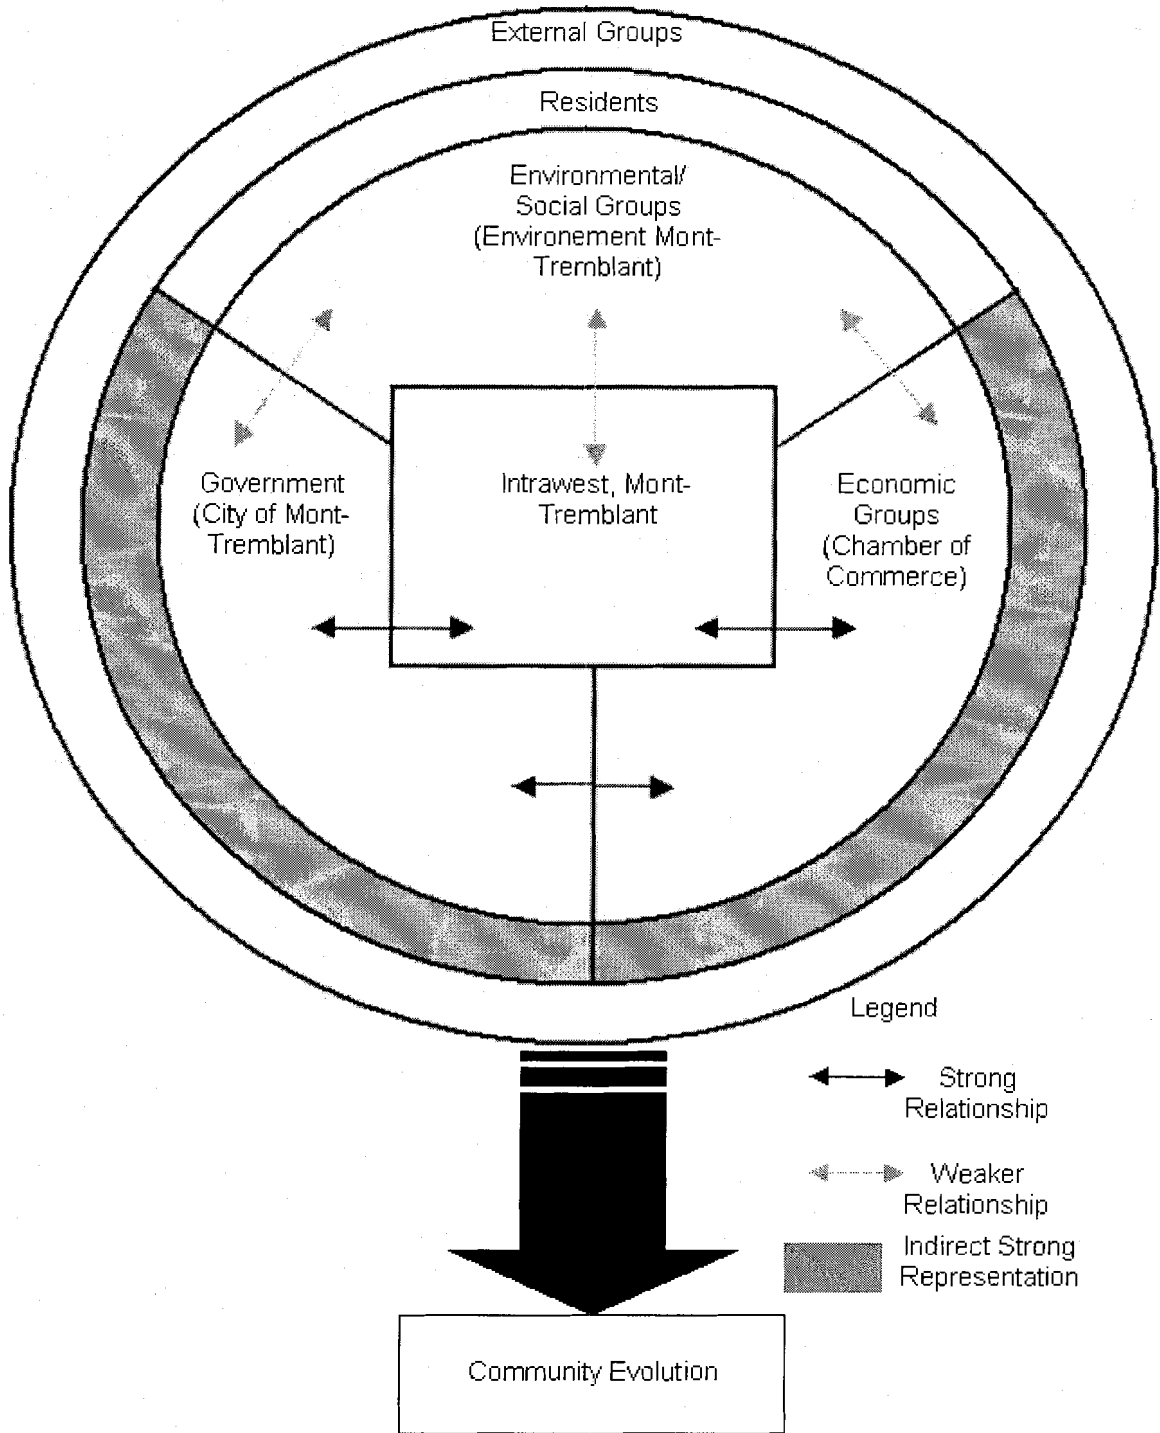 External Groups
Residents
Environmental/
Social Groups
(Environement Mont-
Tremblant)
Government
(City of Mont-
Tremblant)
Intrawest, Mont-
Tremblant
Economic
Groups
(Chamber of
Commerce)
Legend
Strong
Relationship
Weaker
Relationship
Indirect Strong
Representation
Community Evolution